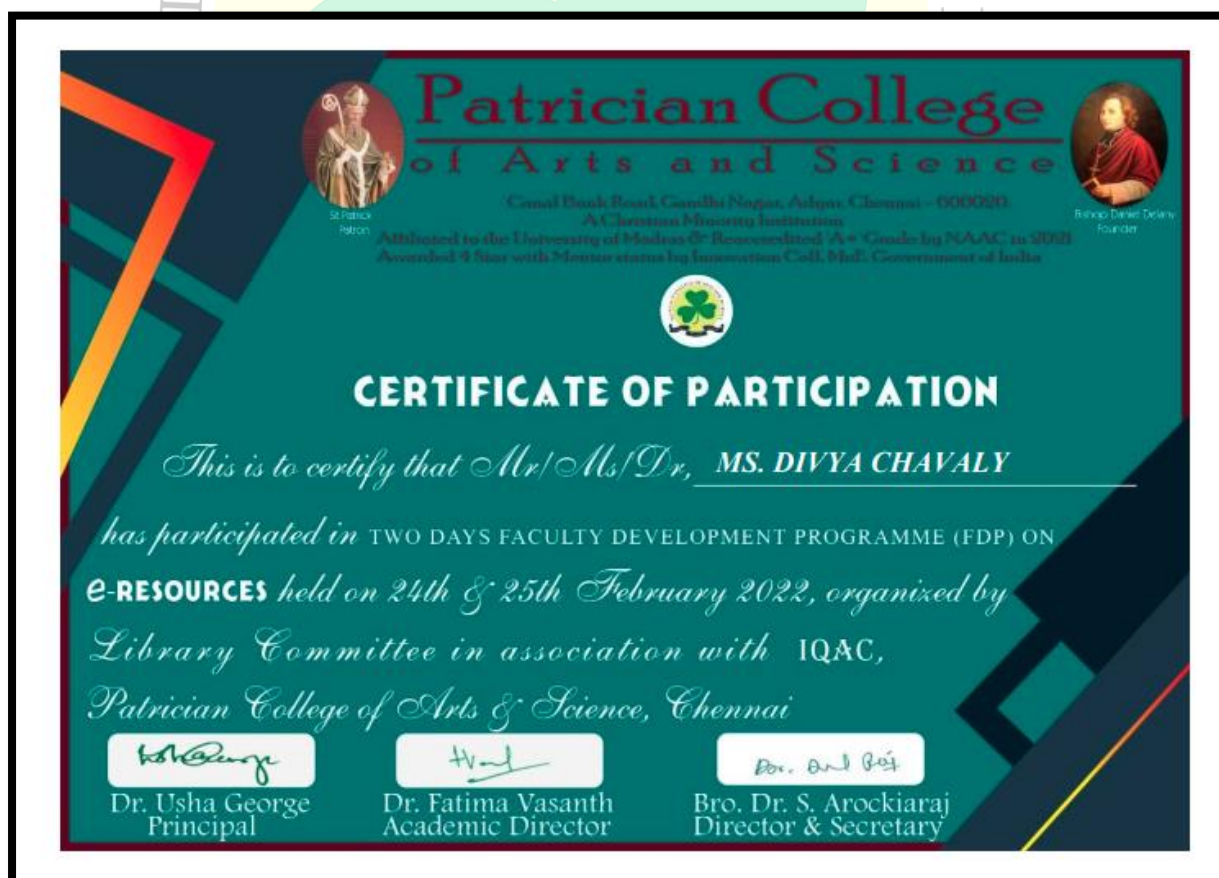 Patrician College
of Arts and Science
Canal Bank Road, Gandhi Nagar, Adyar, Chennai - 600020.
A Christian Minority Institution
Affiliated to the University of Madras & Reaccredited 'A+' Grade by NAAC in 2021
Awarded 4 Star with Mentor status by Innovation Cell, MoE, Government of India
St Patrick
Patron
Bishop Daniel Delany
Founder
CERTIFICATE OF PARTICIPATION
This is to certify that Mr/Ms/Dr, MS. DIVYA CHAVALY
has participated in TWO DAYS FACULTY DEVELOPMENT PROGRAMME (FDP) ON
e-RESOURCES held on 24th & 25th February 2022, organized by
Library Committee in association with IQAC,
Patrician College of Arts & Science, Chennai
Dr. Usha George
Principal
Dr. Fatima Vasanth
Academic Director
Bro. Dr. S. Arockiaraj
Director & Secretary